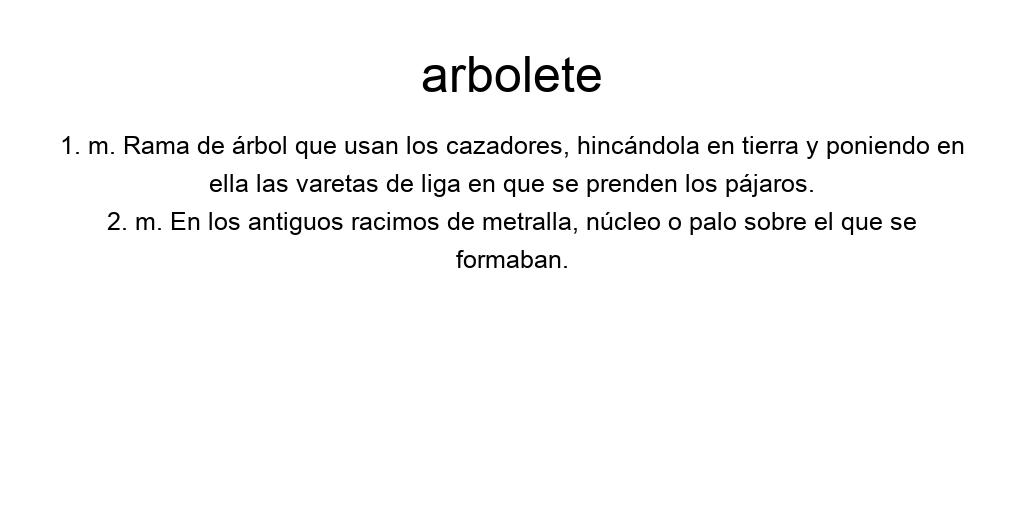 arbolete
1. m. Rama de árbol que usan los cazadores, hincándola en tierra y poniendo en
ella las varetas de liga en que se prenden los pájaros.
2. m. En los antiguos racimos de metralla, núcleo o palo sobre el que se
formaban.